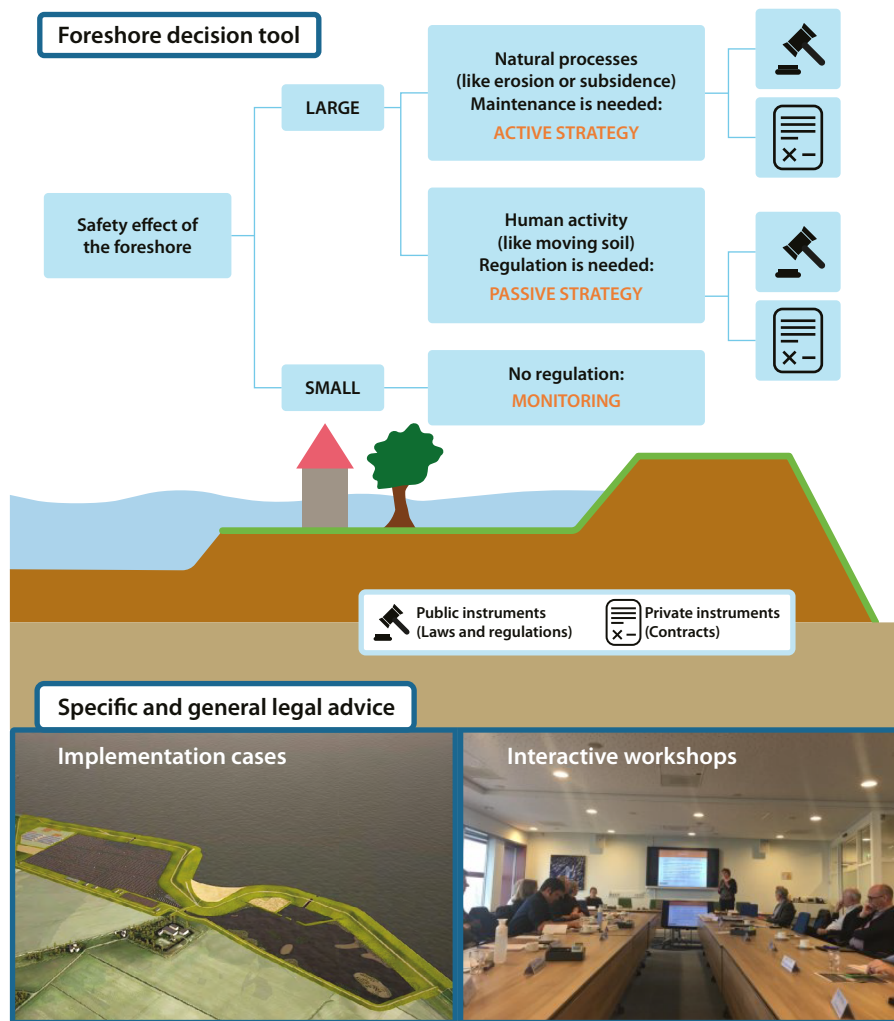 Foreshore decision tool
Natural processes
(like erosion or subsidence)
Maintenance is needed:
ACTIVE STRATEGY
LARGE
Safety effect of
the foreshore
Human activity
(like moving soil)
Regulation is needed:
PASSIVE STRATEGY
SMALL
No regulation:
MONITORING
Public instruments
(Laws and regulations)
Private instruments
(Contracts)
Specific and general legal advice
Implementation cases
Interactive workshops